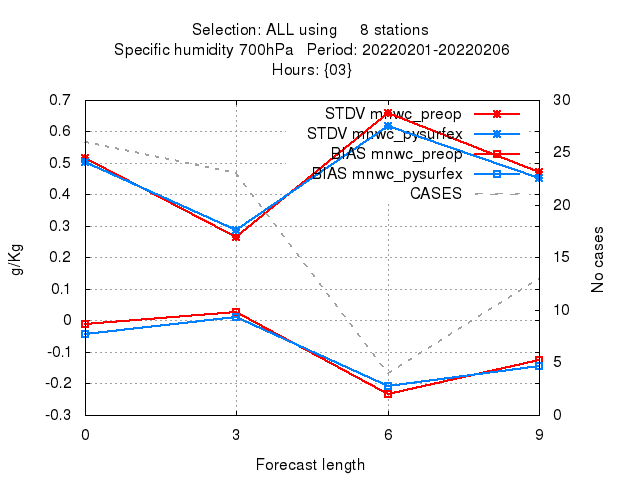 Selection: ALL using 8 stations
Specific humidity 700hPa Period: 20220201-20220206
Hours: {03}
0.7 30
STDV mnwc_preop
0.6 STDV mnwc_pysurfex
BIAS mnwc_preop 25
0.5 BIAS mnwc_pysurfex
0.4 CASES
20
0.3
0.2 15
g/Kg
No cases
0.1
0 10
-0.1
5
-0.2
-0.3 0
0 3 6 9
Forecast length